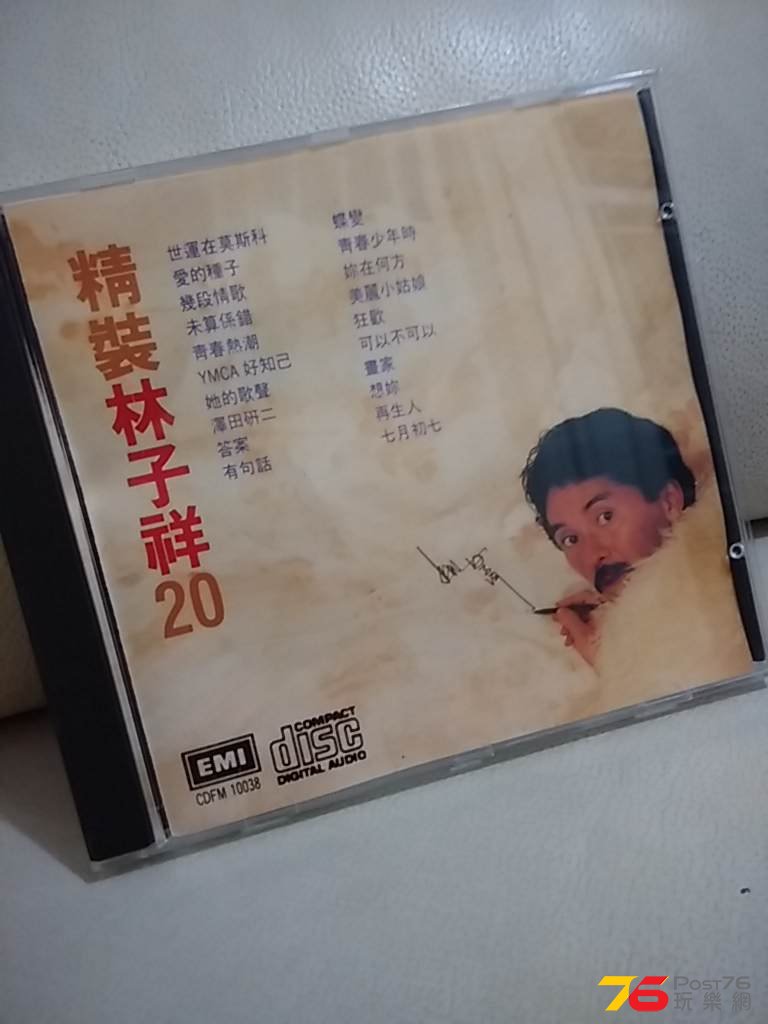 精裝林子祥20
世運在莫斯科
愛的種子
幾段情歌
未算係錯
青春熱潮
YMCA 好知己
她的歌聲
澤田研二
答案
有句話
蝶變
青春少年時
妳在何方
美麗小姑娘
狂歡
可以不可以
畫家
想妳
再生人
七月初七
EMI
CDFM 10038
COMPACT
disc
DIGITAL AUDIO
76 POST76
玩樂網